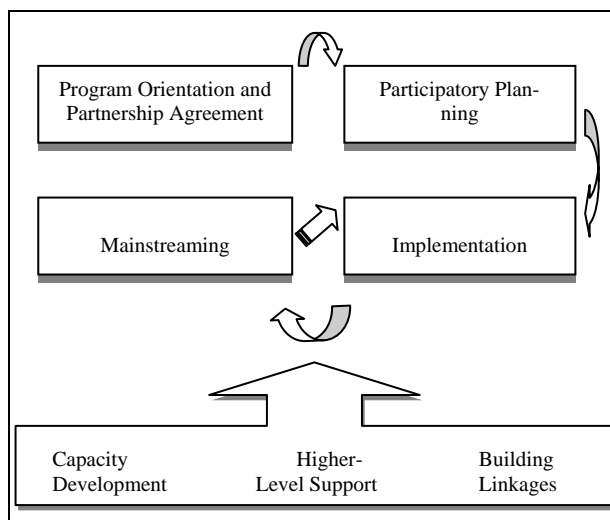 Program Orientation and
Partnership Agreement
Participatory Plan-
ning
Mainstreaming
Implementation
Capacity
Development
Higher-
Level Support
Building
Linkages